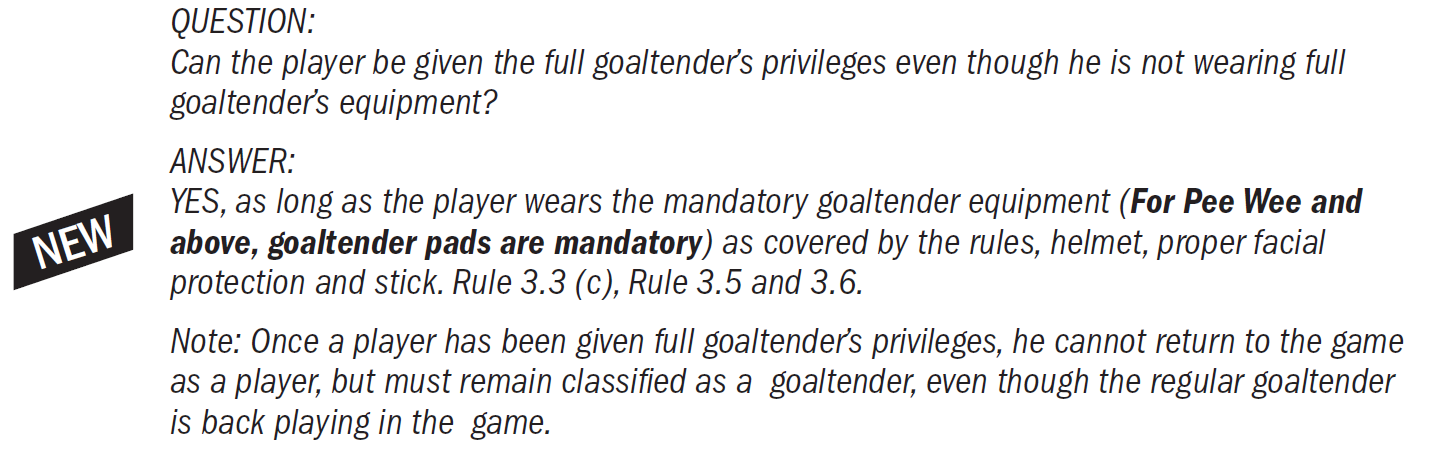 QUESTION:
Can the player be given the full goaltender's privileges even though he is not wearing full
goaltender's equipment?
ANSWER:
YES, as long as the player wears the mandatory goaltender equipment (For Pee Wee and
NEW
above, goaltender pads are mandatory) as covered by the rules, helmet, proper facial
protection and stick. Rule 3.3 (c), Rule 3.5 and 3.6.
Note: Once a player has been given full goaltender's privileges, he cannot return to the game
as a player, but must remain classified as a goaltender, even though the regular goaltender
is back playing in the game.